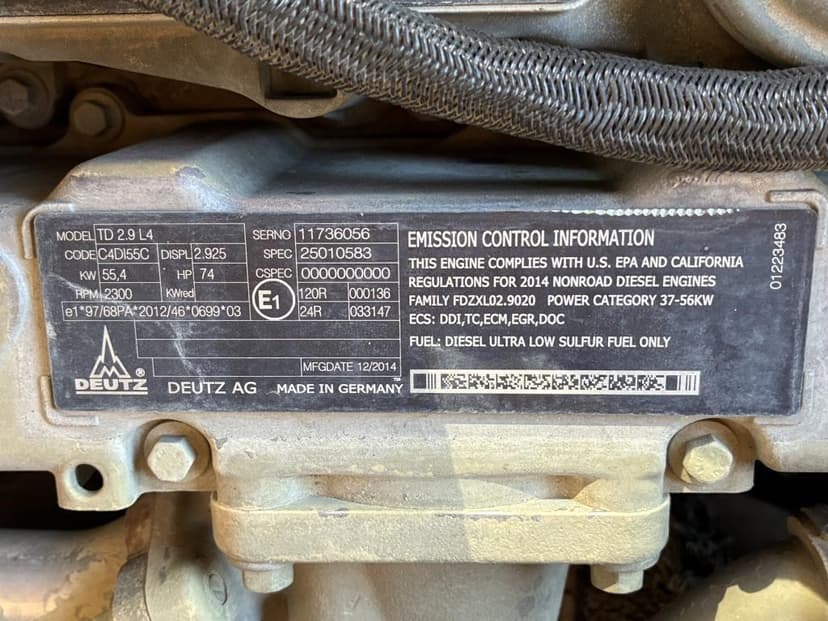 MODEL TD 2.9 L4 SERNO 11736056
CODE C4DI55C DISPL 2.925 SPEC 25010583
KW 55,4 HP 74 CSPEC 0000000000
RPM 2300 KWred E1 120R 000136
e1*97/68PA*2012/46*0699*03 24R 033147
MFGDATE 12/2014
DEUTZ ®
DEUTZ AG MADE IN GERMANY
EMISSION CONTROL INFORMATION
THIS ENGINE COMPLIES WITH U.S. EPA AND CALIFORNIA
REGULATIONS FOR 2014 NONROAD DIESEL ENGINES
FAMILY FDZXL02.9020 POWER CATEGORY 37-56KW
ECS: DDI,TC,ECM,EGR,DOC
FUEL: DIESEL ULTRA LOW SULFUR FUEL ONLY
01223483